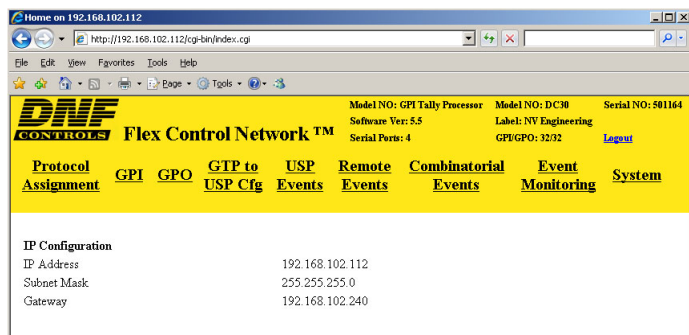 Home on 192.168.102.112
http://192.168.102.112/cgi-bin/index.cgi
File Edit View Favorites Tools Help
Page Tools
DNF CONTROLS Flex Control Network ™
Model NO: GPI Tally Processor Model NO: DC30 Serial NO: 501164
Software Ver: 5.5 Label: NV Engineering
Serial Ports: 4 GPI/GPO: 32/32 Logout
Protocol Assignment GPI GPO GTP to USP Cfg USP Events Remote Events Combinatorial Events Event Monitoring System
IP Configuration
IP Address 192.168.102.112
Subnet Mask 255.255.255.0
Gateway 192.168.102.240